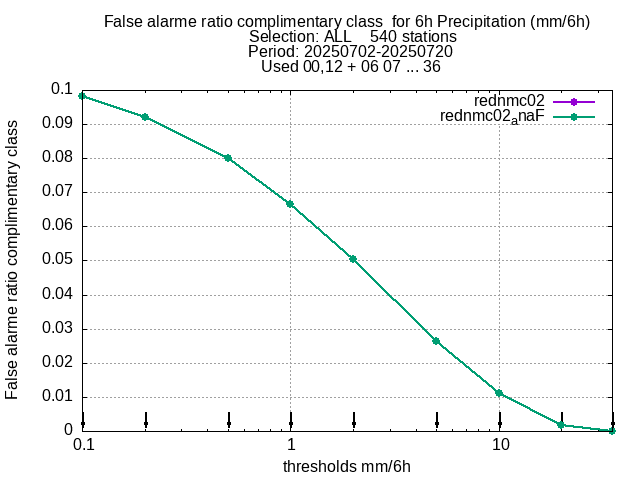 False alarme ratio complimentary class  for 6h Precipitation (mm/6h)
Selection: ALL    540 stations
Period: 20250702-20250720
Used 00,12 + 06 07 ... 36
rednmc02
rednmc02anaF
False alarme ratio complimentary class
0.1
0.09
0.08
0.07
0.06
0.05
0.04
0.03
0.02
0.01
0
0.1 1 10
thresholds mm/6h